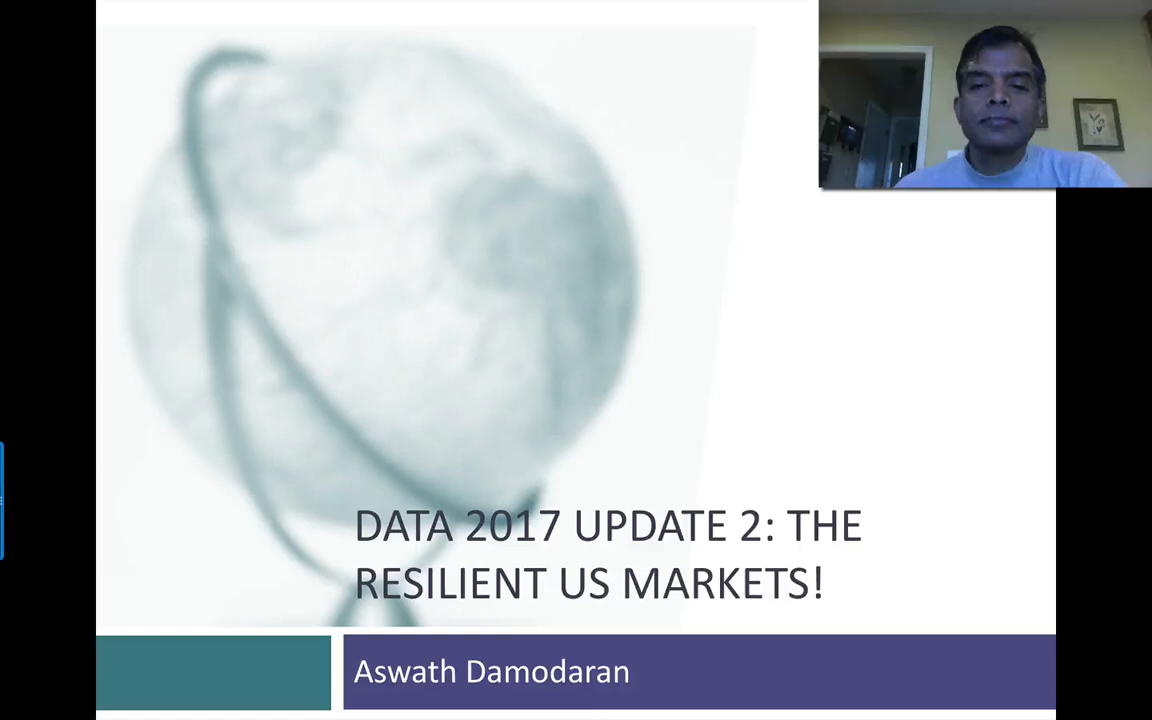 DATA 2017 UPDATE 2: THE
RESILIENT US MARKETS!
Aswath Damodaran